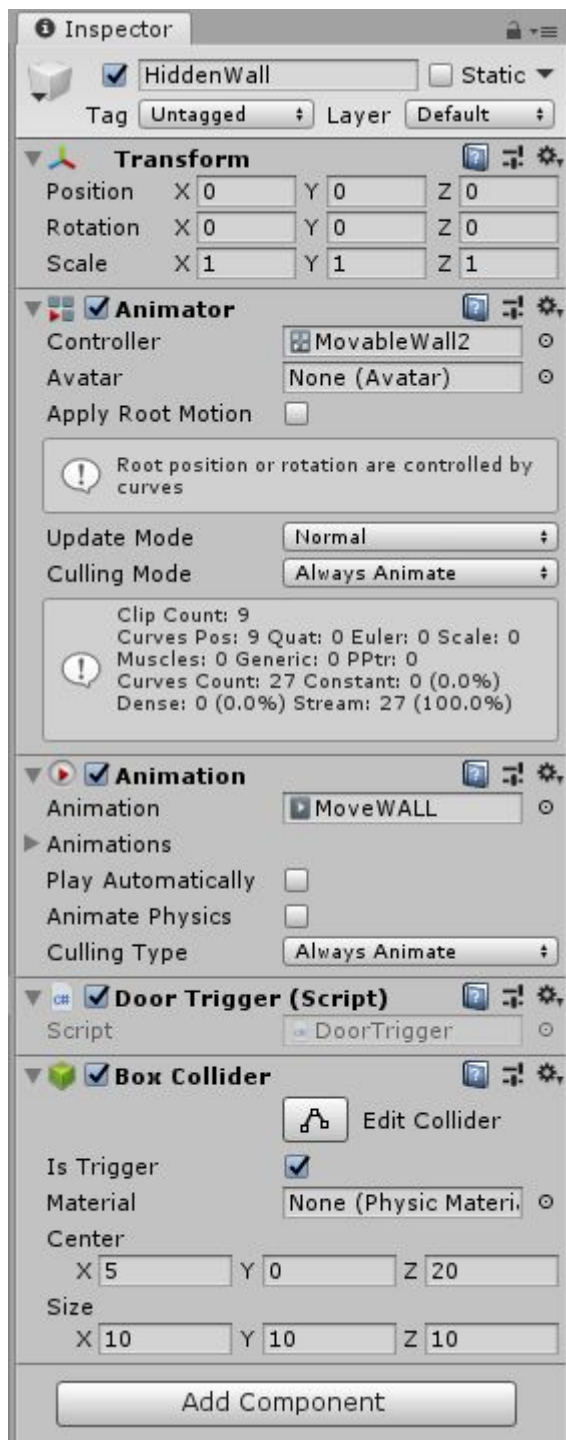 Inspector
HiddenWall Static
Tag Untagged Layer Default
Transform
Position X 0 Y 0 Z 0
Rotation X 0 Y 0 Z 0
Scale X 1 Y 1 Z 1
Animator
Controller MovableWall2
Avatar None (Avatar)
Apply Root Motion
Root position or rotation are controlled by
curves
Update Mode Normal
Culling Mode Always Animate
Clip Count: 9
Curves Pos: 9 Quat: 0 Euler: 0 Scale: 0
Muscles: 0 Generic: 0 PPtr: 0
Curves Count: 27 Constant: 0 (0.0%)
Dense: 0 (0.0%) Stream: 27 (100.0%)
Animation
Animation MoveWALL
Animations
Play Automatically
Animate Physics
Culling Type Always Animate
c# Door Trigger (Script)
Script DoorTrigger
Box Collider
Edit Collider
Is Trigger
Material None (Physic Materi
Center
X 5 Y 0 Z 20
Size
X 10 Y 10 Z 10
Add Component